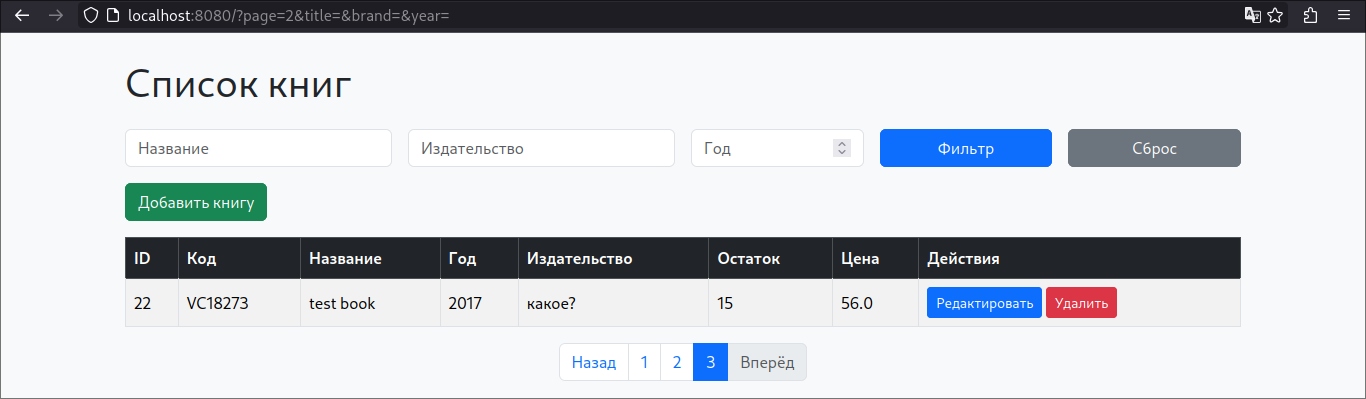 localhost:8080/?page=2&title=&brand=&year=
Список книг
Название Издательство Год Фильтр Сброс
Добавить книгу
ID Код Название Год Издательство Остаток Цена Действия
22 VC18273 test book 2017 какое? 15 56.0 Редактировать Удалить
Назад 1 2 3 Вперёд